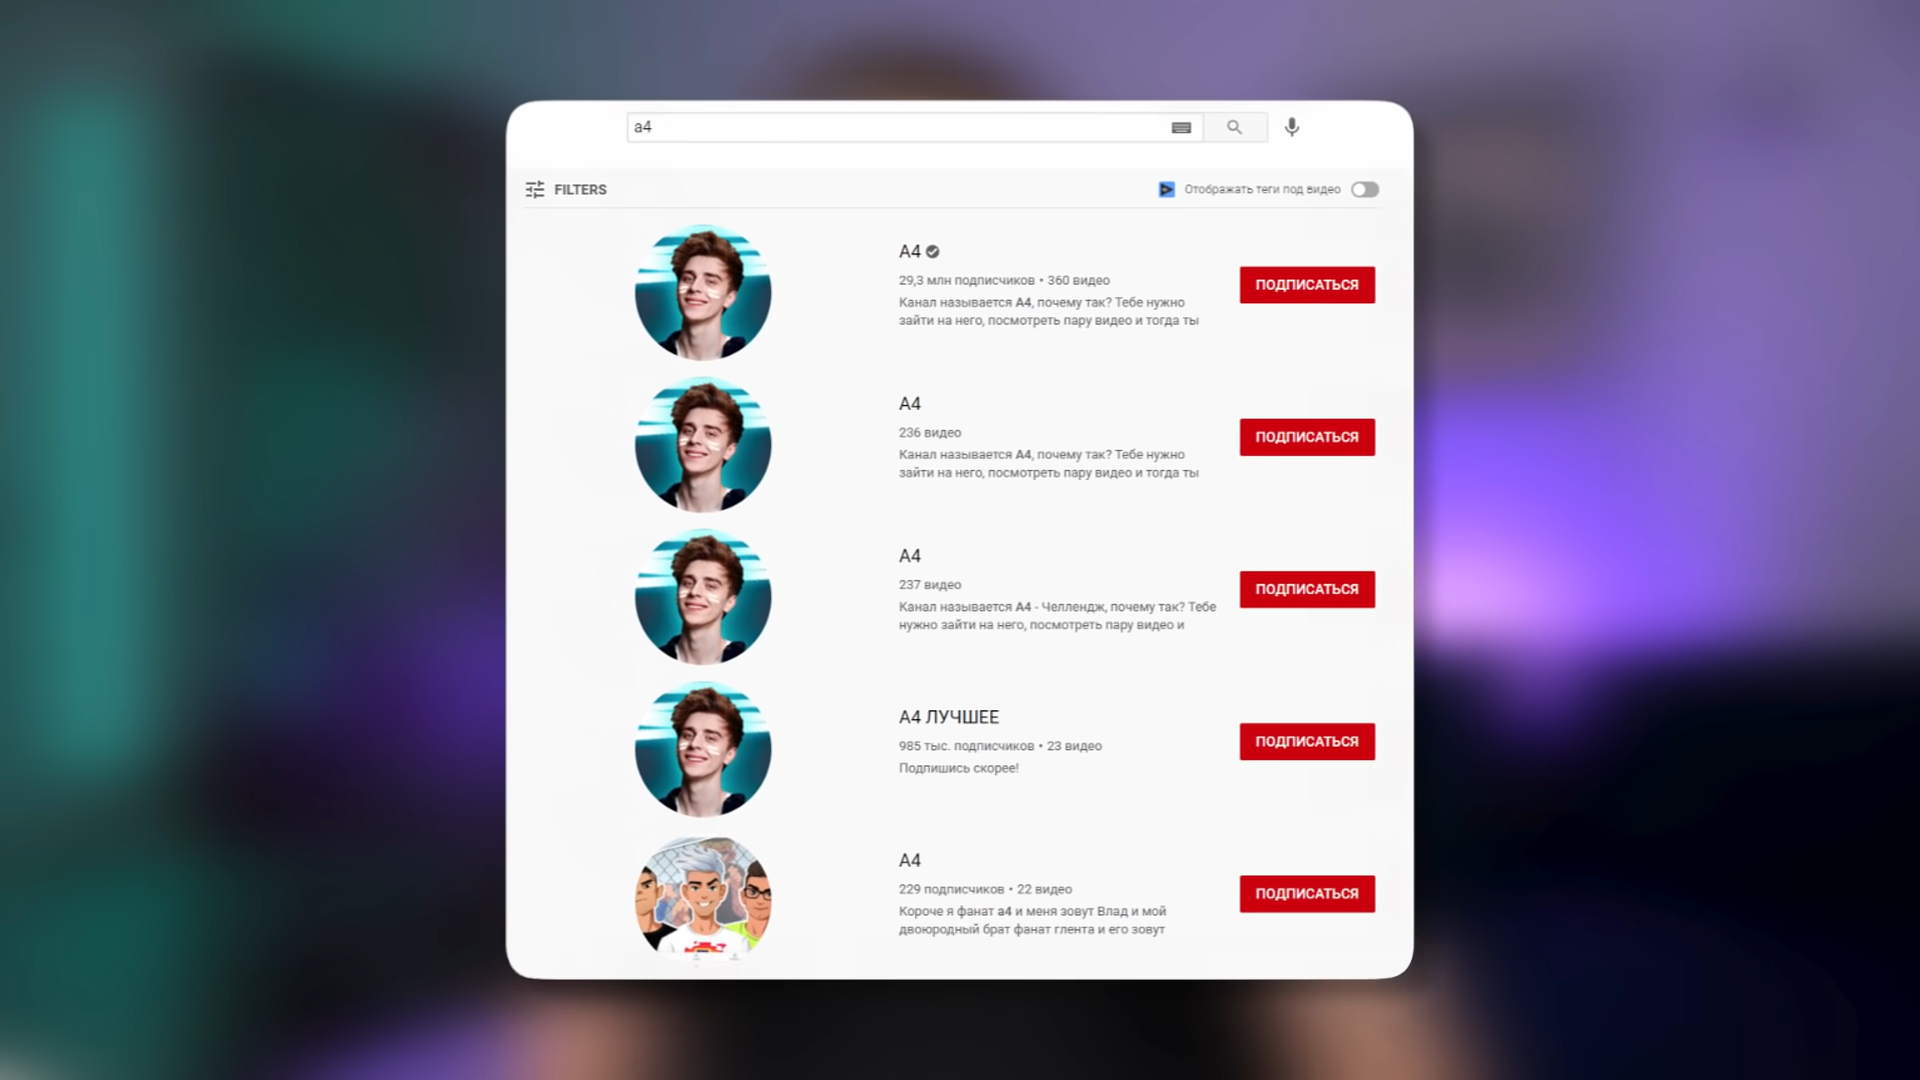 a4
FILTERS
Отображать теги под видео
A4
29,3 млн подписчиков • 360 видео
Канал называется А4, почему так? Тебе нужно
зайти на него, посмотреть пару видео и тогда ты
ПОДПИСАТЬСЯ
A4
236 видео
Канал называется А4, почему так? Тебе нужно
зайти на него, посмотреть пару видео и тогда ты
ПОДПИСАТЬСЯ
A4
237 видео
Канал называется А4 - Челлендж, почему так? Тебе
нужно зайти на него, посмотреть пару видео и
ПОДПИСАТЬСЯ
А4 ЛУЧШЕЕ
985 тыс. подписчиков • 23 видео
Подпишись скорее!
ПОДПИСАТЬСЯ
A4
229 подписчиков • 22 видео
Короче я фанат а4 и меня зовут Влад и мой
двоюродный брат фанат глента и его зовут
ПОДПИСАТЬСЯ